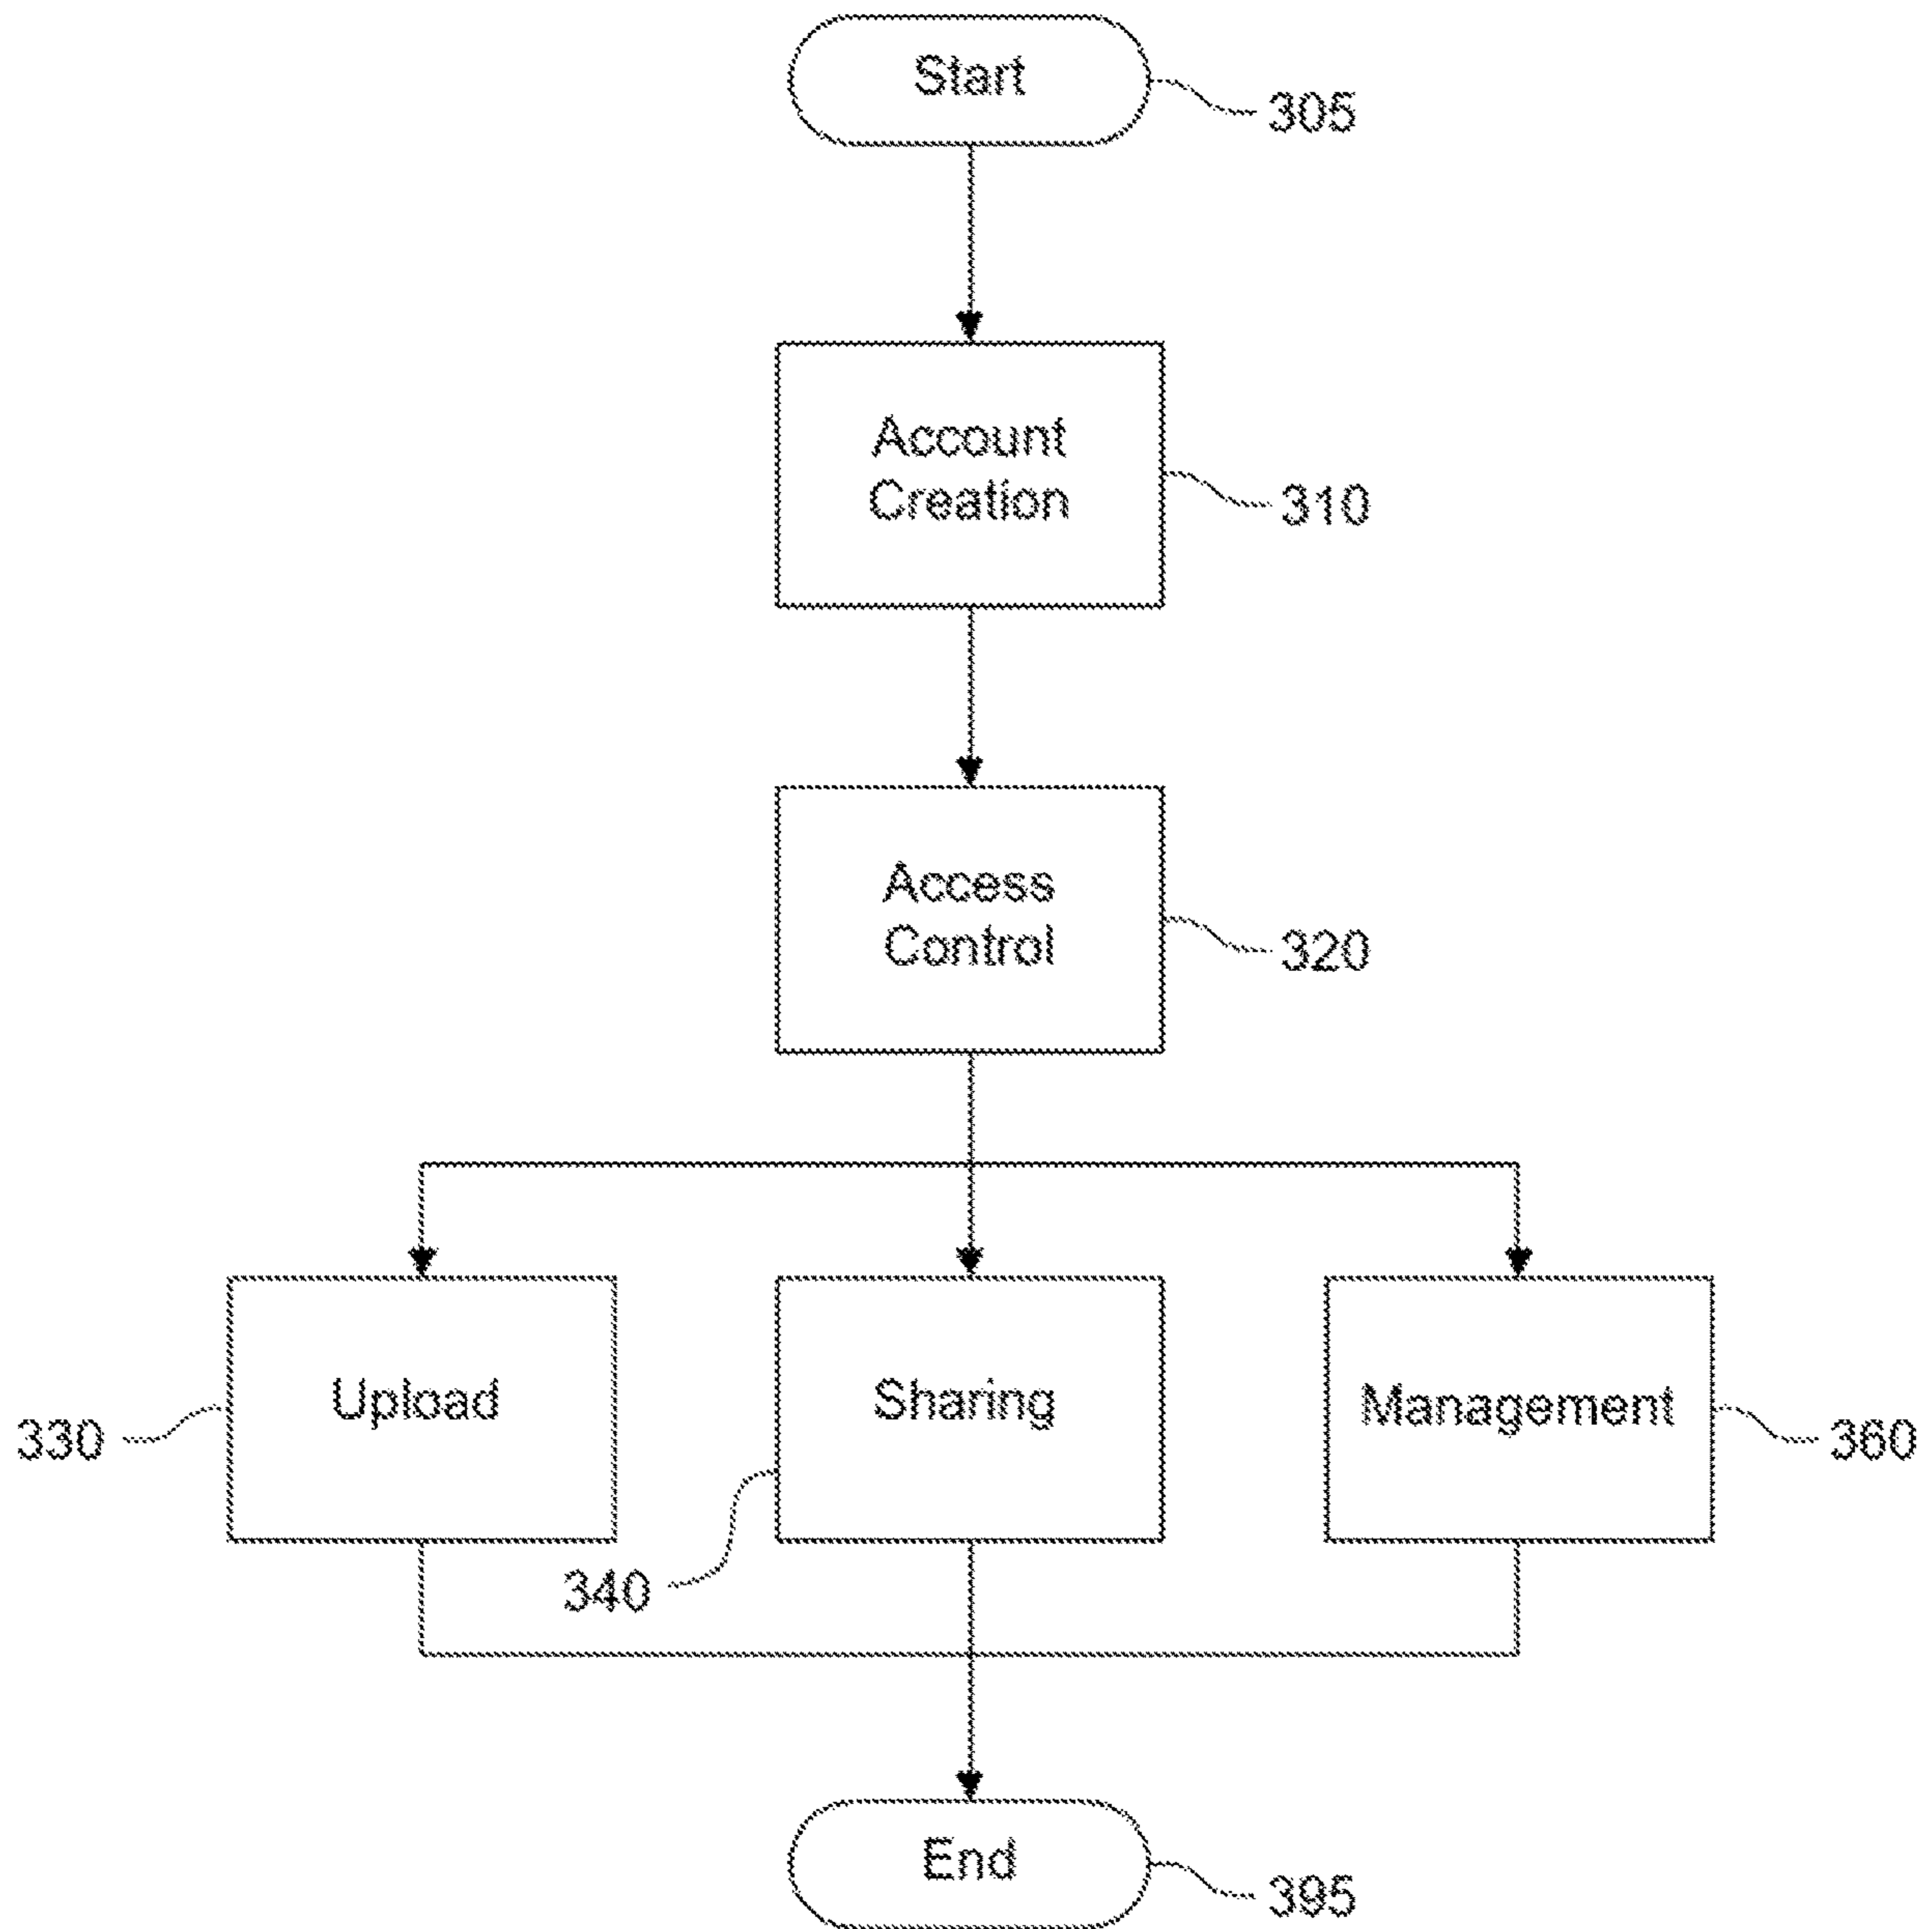 Start
305
Account
Creation
310
Access
Control
320
Upload
Sharing
Management
330
360
340
End
395